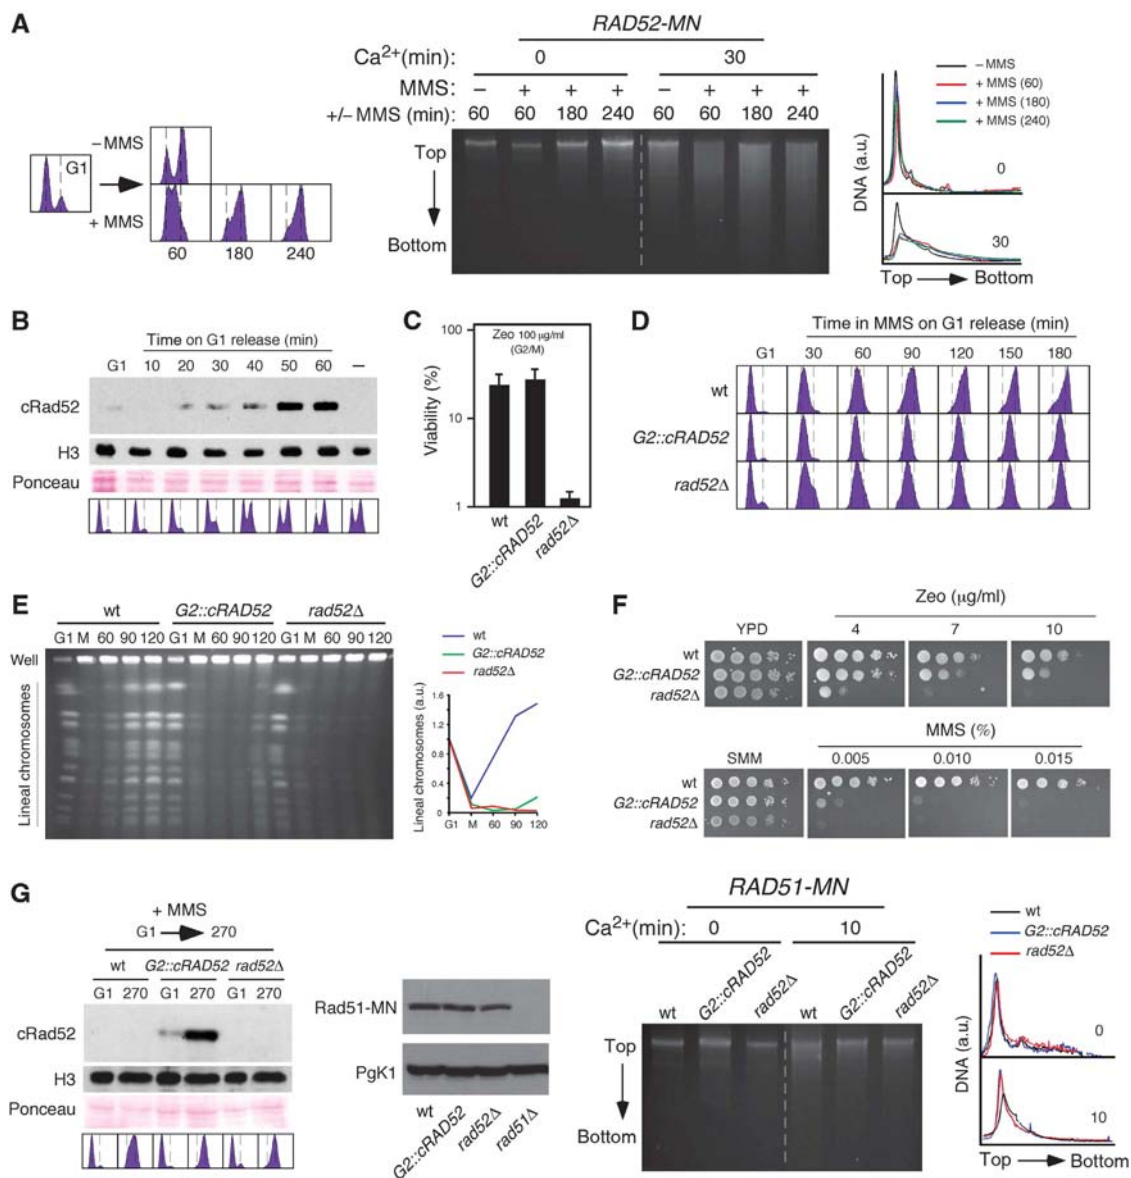 A
RAD52-MN
Ca2+(min): 0 30
MMS: – + + + – + + +
+/– MMS (min): 60 60 180 240 60 60 180 240
G1
– MMS
+ MMS
60 180 240
Top
Bottom
– MMS
+ MMS (60)
+ MMS (180)
+ MMS (240)
DNA (a.u.)
0
30
Top Bottom
B
Time on G1 release (min)
G1 10 20 30 40 50 60 –
cRad52
H3
Ponceau
C
Zeo 100 μg/ml
(G2/M)
Viability (%)
100
10
1
wt
G2::cRAD52
rad52Δ
D
Time in MMS on G1 release (min)
G1 30 60 90 120 150 180
wt
G2::cRAD52
rad52Δ
E
wt G2::cRAD52 rad52Δ
G1 M 60 90 120 G1 M 60 90 120 G1 M 60 90 120
Well
Lineal chromosomes
wt
G2::cRAD52
rad52Δ
Lineal chromosomes (a.u.)
1.6
1.2
0.8
0.4
0
G1 M 60 90 120
F
Zeo (μg/ml)
YPD 4 7 10
wt
G2::cRAD52
rad52Δ
MMS (%)
SMM 0.005 0.010 0.015
wt
G2::cRAD52
rad52Δ
G
+ MMS
G1 270
wt G2::cRAD52 rad52Δ
G1 270 G1 270 G1 270
cRad52
H3
Ponceau
Rad51-MN
PgK1
wt
G2::cRAD52
rad52Δ
rad51Δ
RAD51-MN
Ca2+(min): 0 10
wt G2::cRAD52 rad52Δ wt G2::cRAD52 rad52Δ
Top
Bottom
wt
G2::cRAD52
rad52Δ
DNA (a.u.)
0
10
Top Bottom